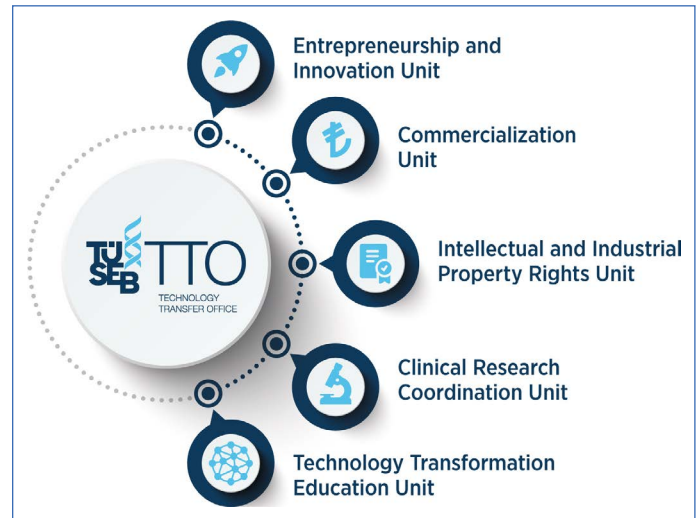 Entrepreneurship and
Innovation Unit
Commercialization
Unit
TÜ
SEB
TTO
TECHNOLOGY
TRANSFER OFFICE
Intellectual and Industrial
Property Rights Unit
Clinical Research
Coordination Unit
Technology Transformation
Education Unit